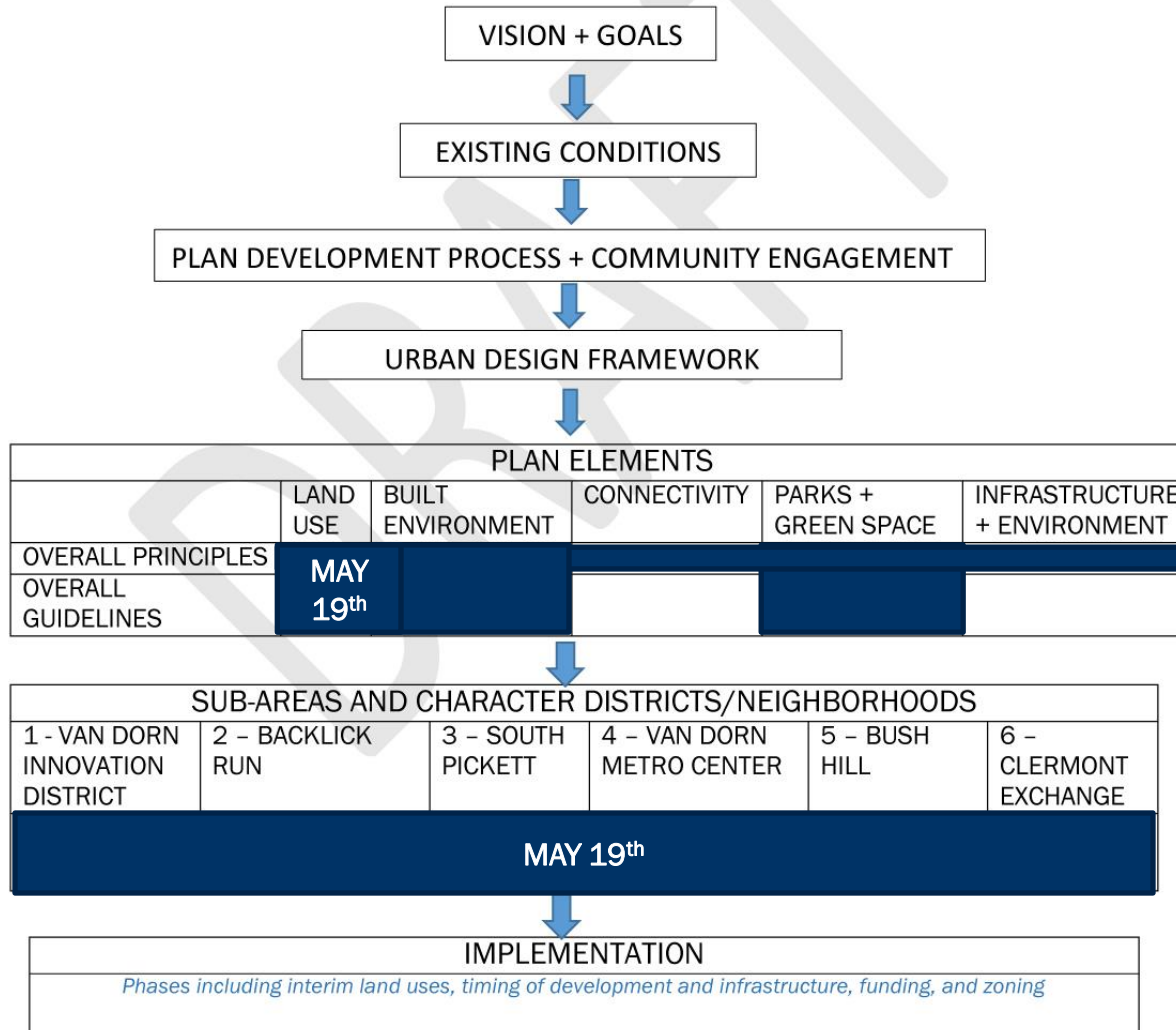 VISION + GOALS
EXISTING CONDITIONS
PLAN DEVELOPMENT PROCESS + COMMUNITY ENGAGEMENT
URBAN DESIGN FRAMEWORK
PLAN ELEMENTS
LAND USE
BUILT ENVIRONMENT
CONNECTIVITY
PARKS + GREEN SPACE
INFRASTRUCTURE + ENVIRONMENT
OVERALL PRINCIPLES
OVERALL GUIDELINES
MAY 19th
SUB-AREAS AND CHARACTER DISTRICTS/NEIGHBORHOODS
1 - VAN DORN INNOVATION DISTRICT
2 – BACKLICK RUN
3 – SOUTH PICKETT
4 – VAN DORN METRO CENTER
5 – BUSH HILL
6 – CLERMONT EXCHANGE
MAY 19th
IMPLEMENTATION
Phases including interim land uses, timing of development and infrastructure, funding, and zoning
DRAFT